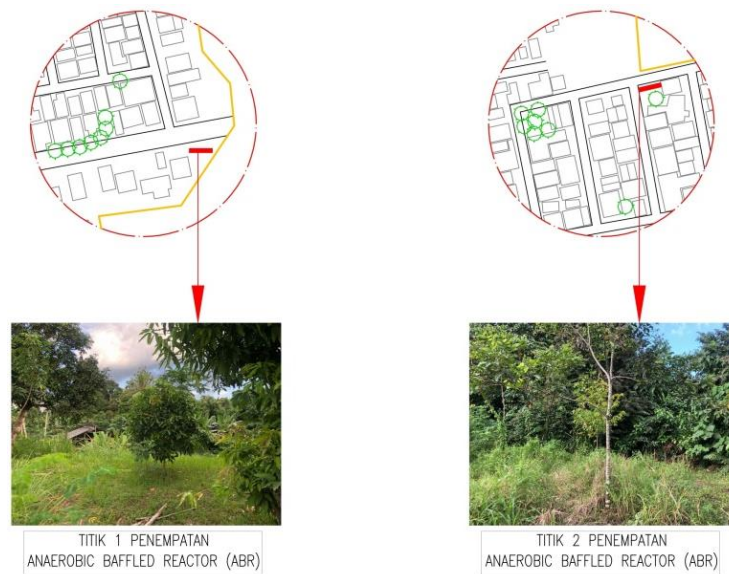 TITIK 1 PENEMPATAN
ANAEROBIC BAFFLED REACTOR (ABR)
TITIK 2 PENEMPATAN
ANAEROBIC BAFFLED REACTOR (ABR)